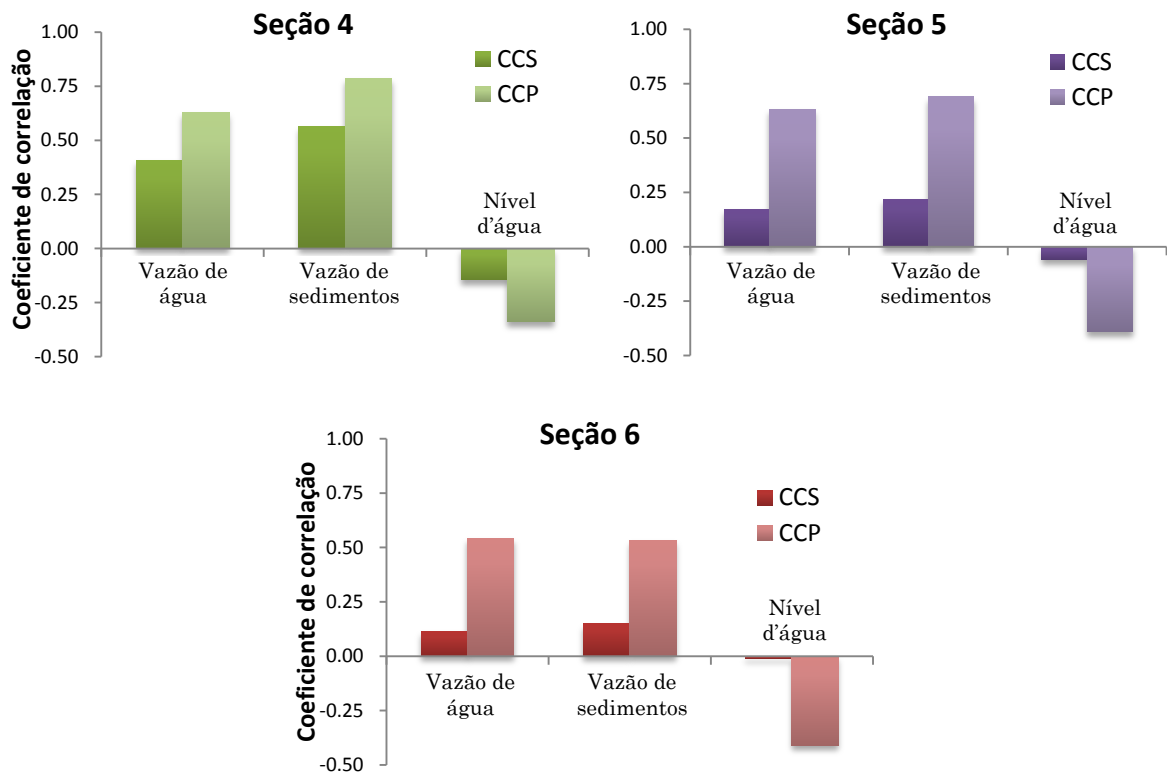 Seção 4
Coeficiente de correlação
1.00
0.75
0.50
0.25
0.00
-0.25
-0.50
CCS
CCP
Vazão de
água
Vazão de
sedimentos
Nível
d'água
Seção 5
1.00
0.75
0.50
0.25
0.00
-0.25
-0.50
CCS
CCP
Vazão de
água
Vazão de
sedimentos
Nível
d'água
Seção 6
Coeficiente de correlação
1.00
0.75
0.50
0.25
0.00
-0.25
-0.50
CCS
CCP
Vazão de
água
Vazão de
sedimentos
Nível
d'água